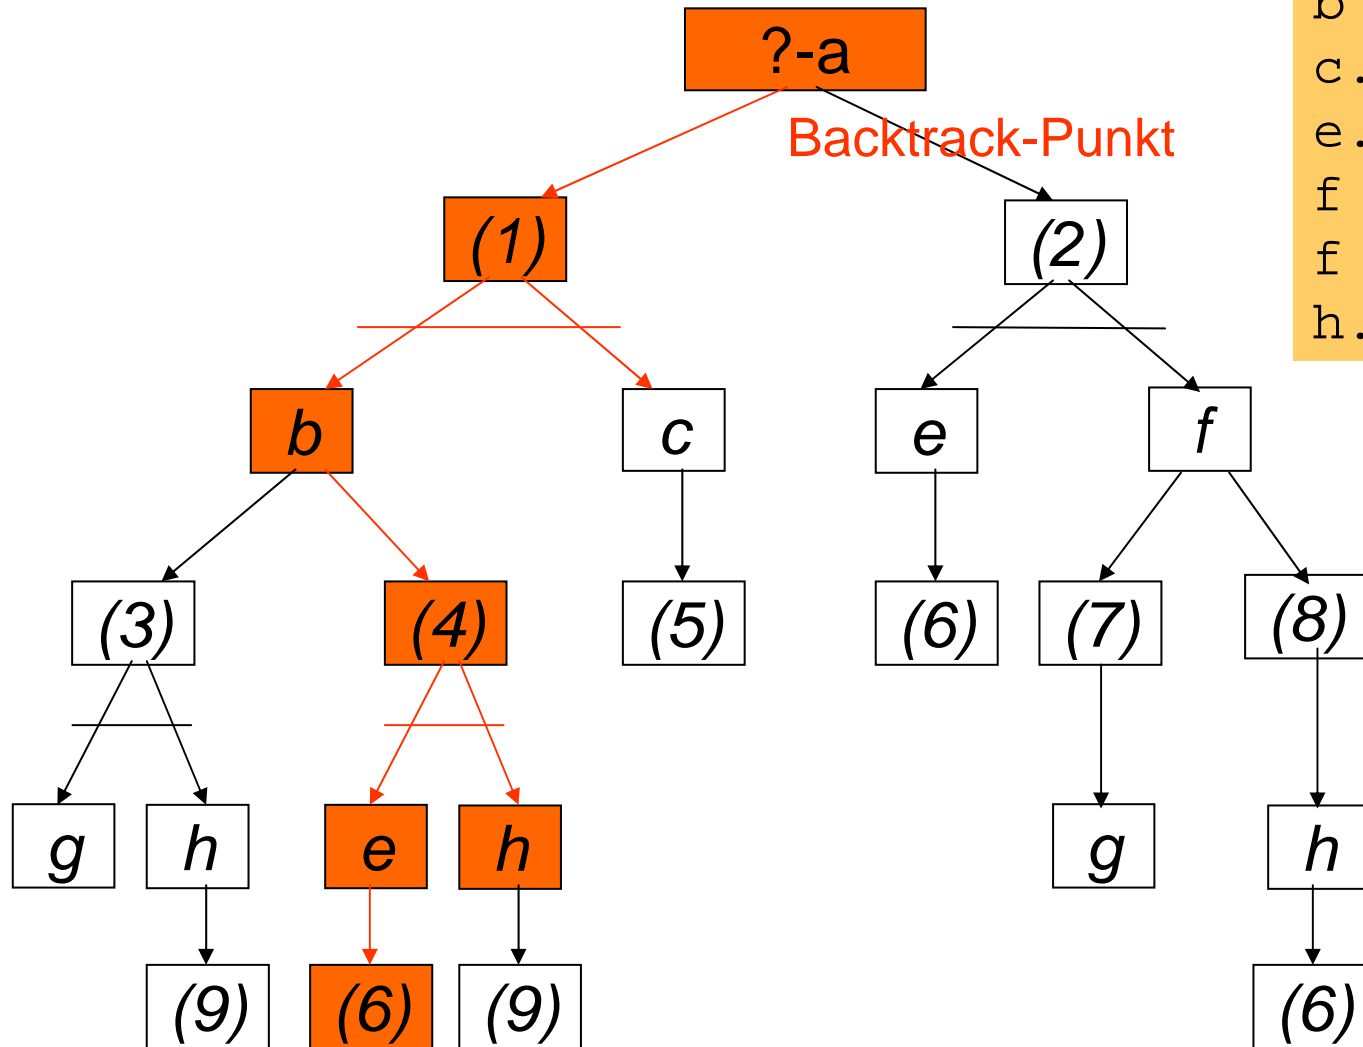 ?-a
Backtrack-Punkt
(1)
(2)
b
c
e
f
(3)
(4)
(5)
(6)
(7)
(8)
g
h
e
h
g
h
(9)
(6)
(9)
(6)
b
c.
e.
f
f
h.